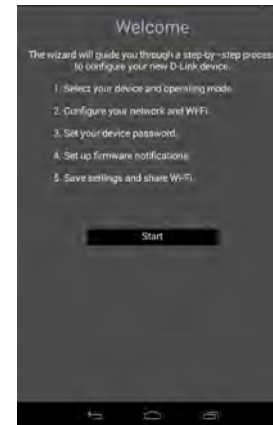 Welcome
The wizard will guide you through a step-by-step process
to configure your new D-Link device.
1. Select your device and operating mode.
2. Configure your network and Wi-Fi.
3. Set your device password.
4. Set up firmware notifications.
5. Save settings and share Wi-Fi.
Start